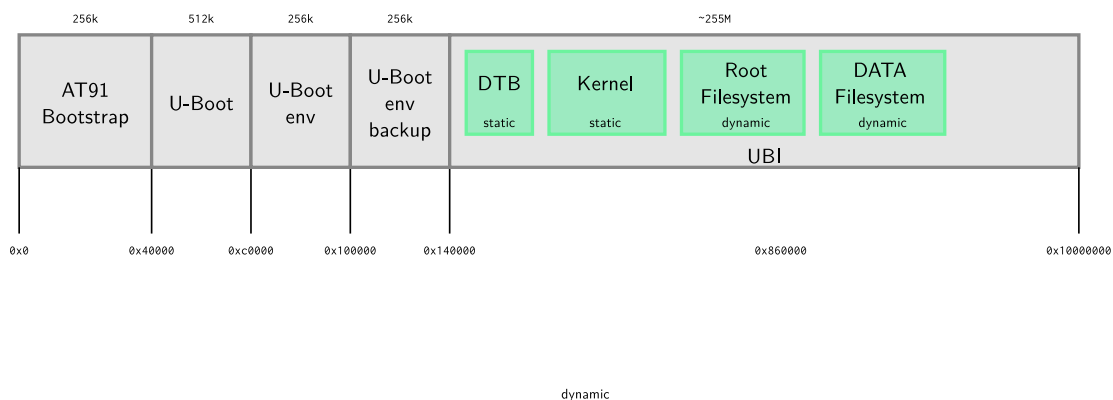 256k
512k
256k
256k
~255M
AT91
Bootstrap
U-Boot
U-Boot
env
U-Boot
env
backup
DTB
static
Kernel
static
Root
Filesystem
dynamic
DATA
Filesystem
dynamic
UBI
0x0
0x40000
0xc0000
0x100000
0x140000
0x860000
0x10000000
dynamic